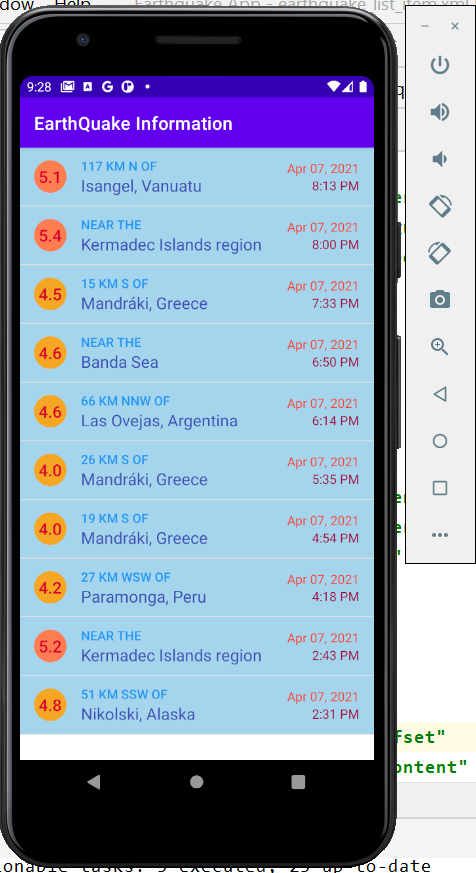 dow Help Earthquake App - earthquake_list_item.xml
9:28
EarthQuake Information
5.1 117 KM N OF Apr 07, 2021
Isangel, Vanuatu 8:13 PM
5.4 NEAR THE Apr 07, 2021
Kermadec Islands region 8:00 PM
4.5 15 KM S OF Apr 07, 2021
Mandráki, Greece 7:33 PM
4.6 NEAR THE Apr 07, 2021
Banda Sea 6:50 PM
4.6 66 KM NNW OF Apr 07, 2021
Las Ovejas, Argentina 6:14 PM
4.0 26 KM S OF Apr 07, 2021
Mandráki, Greece 5:35 PM
4.0 19 KM S OF Apr 07, 2021
Mandráki, Greece 4:54 PM
4.2 27 KM WSW OF Apr 07, 2021
Paramonga, Peru 4:18 PM
5.2 NEAR THE Apr 07, 2021
Kermadec Islands region 2:43 PM
4.8 51 KM SSW OF Apr 07, 2021
Nikolski, Alaska 2:31 PM
fset"
ontent"
onable tasks: 3 executed, 25 up-to-date